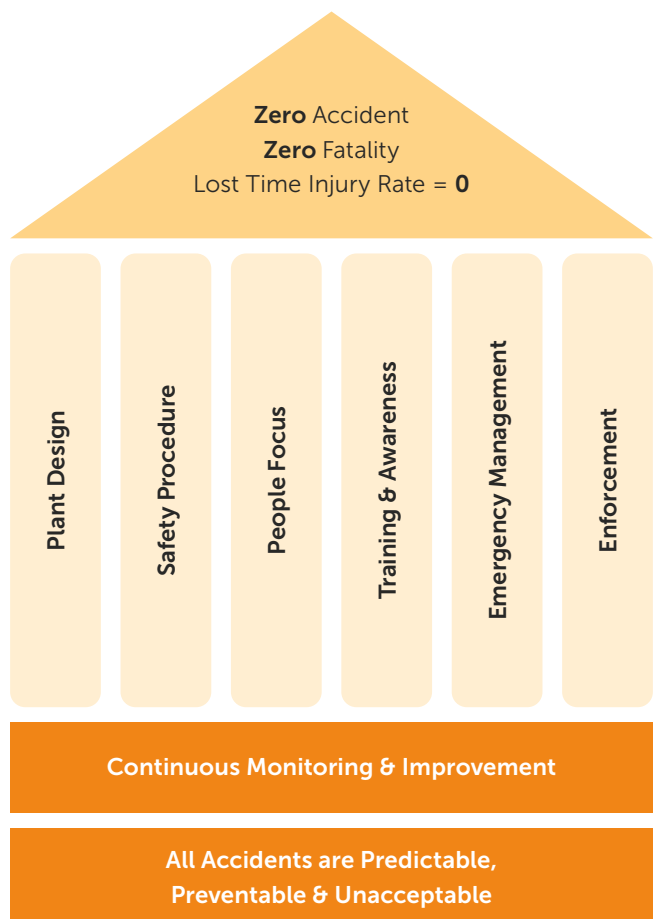 Zero Accident
Zero Fatality
Lost Time Injury Rate = 0
Plant Design
Safety Procedure
People Focus
Training & Awareness
Emergency Management
Enforcement
Continuous Monitoring & Improvement
All Accidents are Predictable,
Preventable & Unacceptable